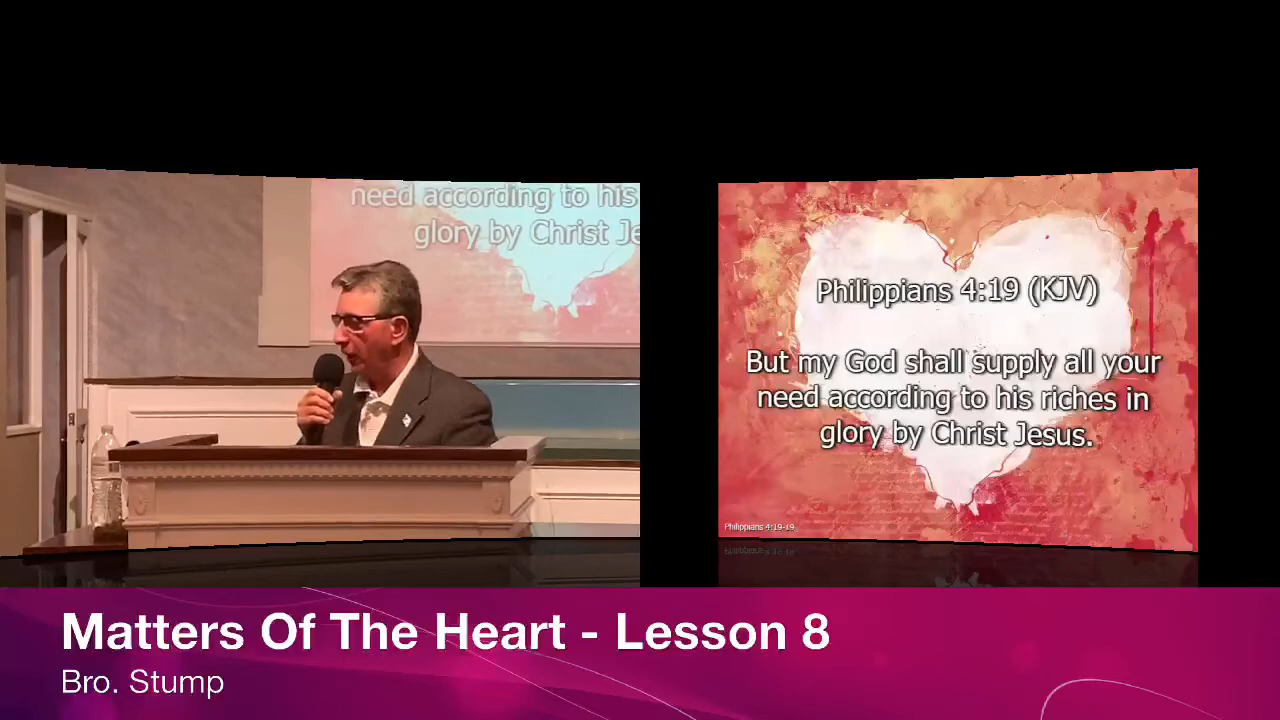 need according to his
glory by Christ Je
Philippians 4:19 (KJV)
But my God shall supply all your
need according to his riches in
glory by Christ Jesus.
Philippians 4:19-19
Matters Of The Heart - Lesson 8
Bro. Stump